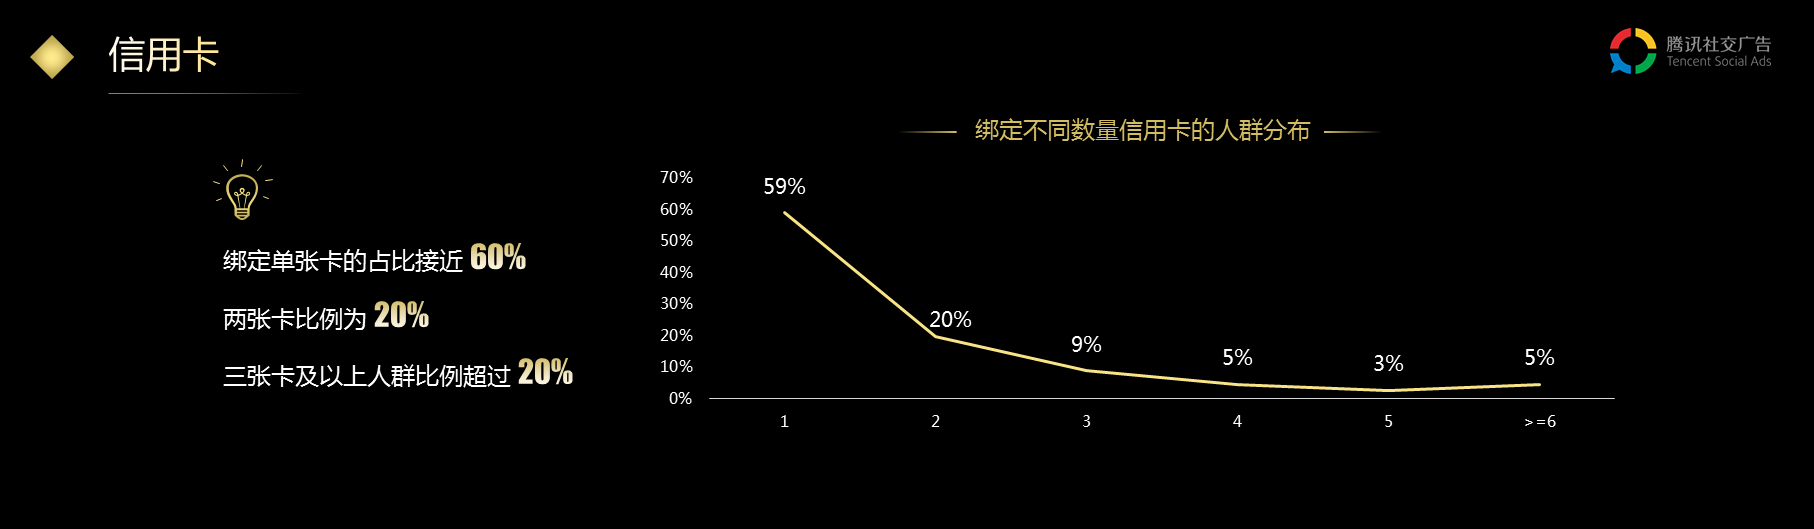 信用卡
腾讯社交广告
Tencent Social Ads
绑定单张卡的占比接近 60%
两张卡比例为 20%
三张卡及以上人群比例超过 20%
绑定不同数量信用卡的人群分布
70%
60%
50%
40%
30%
20%
10%
0%
59%
20%
9%
5%
3%
5%
1
2
3
4
5
>=6